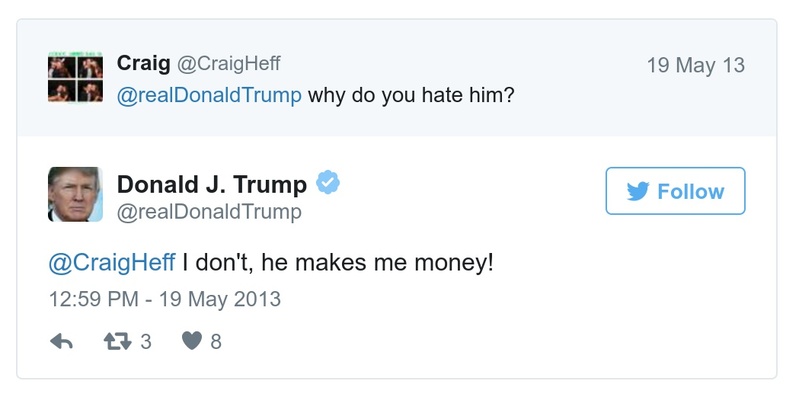 Craig @CraigHeff 19 May 13
@realDonaldTrump why do you hate him?
Donald J. Trump
@realDonaldTrump
Follow
@CraigHeff I don't, he makes me money!
12:59 PM - 19 May 2013
3 8